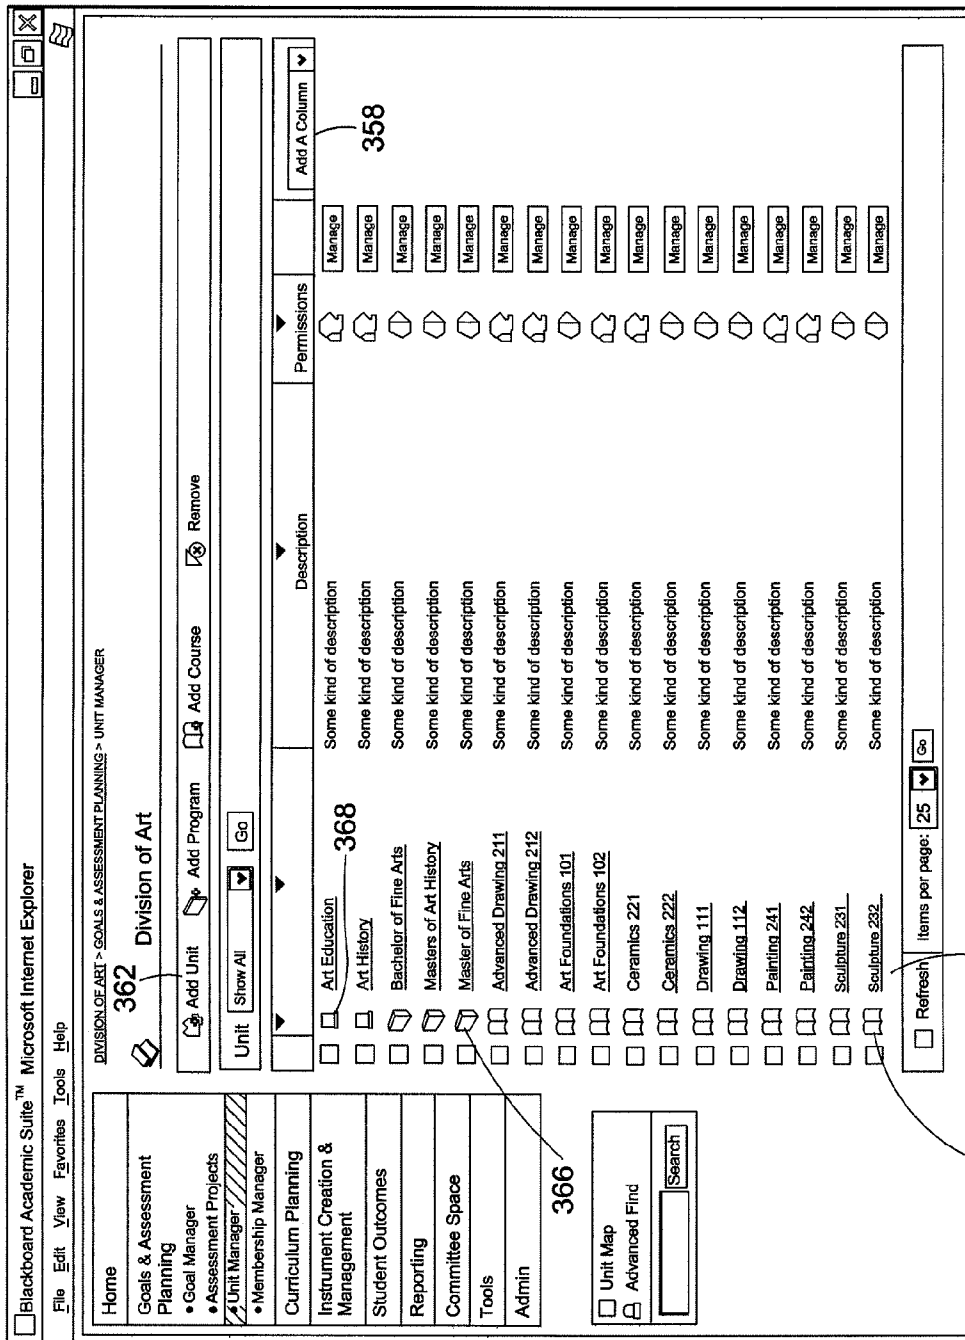 Blackboard Academic Suite™ Microsoft Internet Explorer
File Edit View Favorites Tools Help
Home
Goals & Assessment
Planning
• Goal Manager
• Assessment Projects
• Unit Manager
• Membership Manager
Curriculum Planning
Instrument Creation &
Management
Student Outcomes
Reporting
Committee Space
Tools
Admin
366
Unit Map
Advanced Find
Search
DIVISION OF ART > GOALS & ASSESSMENT PLANNING > UNIT MANAGER
362
Division of Art
Add Unit Add Program Add Course Remove
Unit Show All Go
Description Permissions Add A Column
358
368
Art Education Some kind of description Manage
Art History Some kind of description Manage
Bachelor of Fine Arts Some kind of description Manage
Masters of Art History Some kind of description Manage
Master of Fine Arts Some kind of description Manage
Advanced Drawing 211 Some kind of description Manage
Advanced Drawing 212 Some kind of description Manage
Art Foundations 101 Some kind of description Manage
Art Foundations 102 Some kind of description Manage
Ceramics 221 Some kind of description Manage
Ceramics 222 Some kind of description Manage
Drawing 111 Some kind of description Manage
Drawing 112 Some kind of description Manage
Painting 241 Some kind of description Manage
Painting 242 Some kind of description Manage
Sculpture 231 Some kind of description Manage
Sculpture 232 Some kind of description Manage
Refresh Items per page: 25 Go